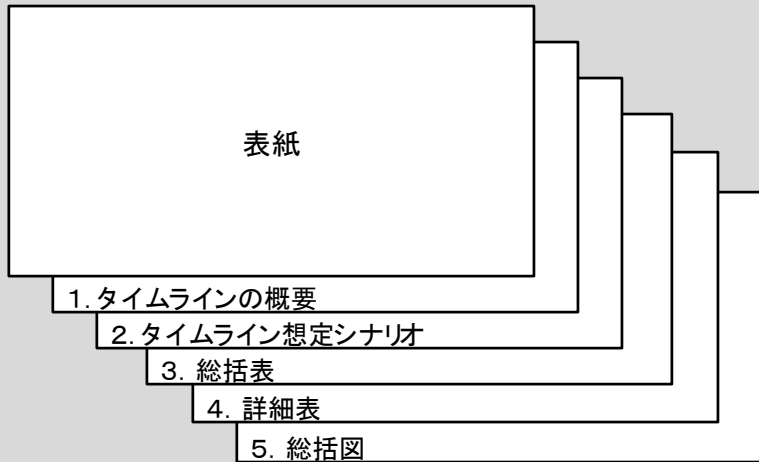 表紙
1. タイムラインの概要
2. タイムライン想定シナリオ
3. 総括表
4. 詳細表
5. 総括図